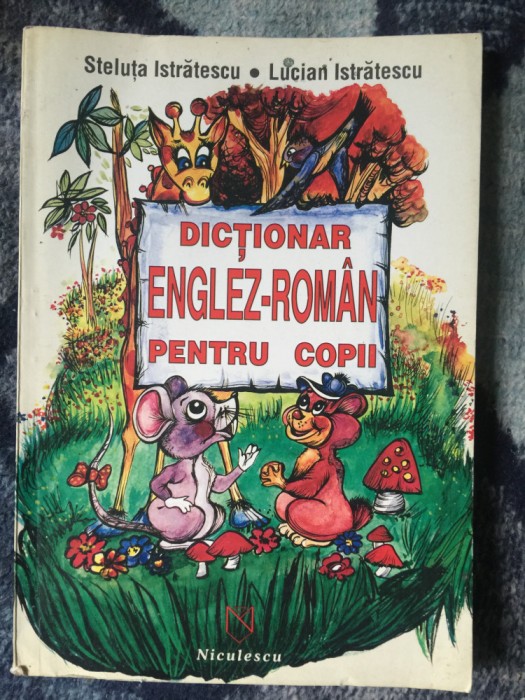 Steluța Istrătescu • Lucian Istrătescu
DICȚIONAR
ENGLEZ-ROMÂN
PENTRU COPII
Niculescu